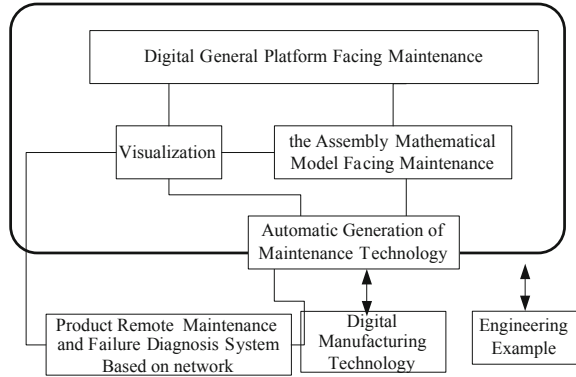 Digital General Platform Facing Maintenance
Visualization
the Assembly Mathematical
Model Facing Maintenance
Automatic Generation of
Maintenance Technology
Product Remote Maintenance
and Failure Diagnosis System
Based on network
Digital
Manufacturing
Technology
Engineering
Example